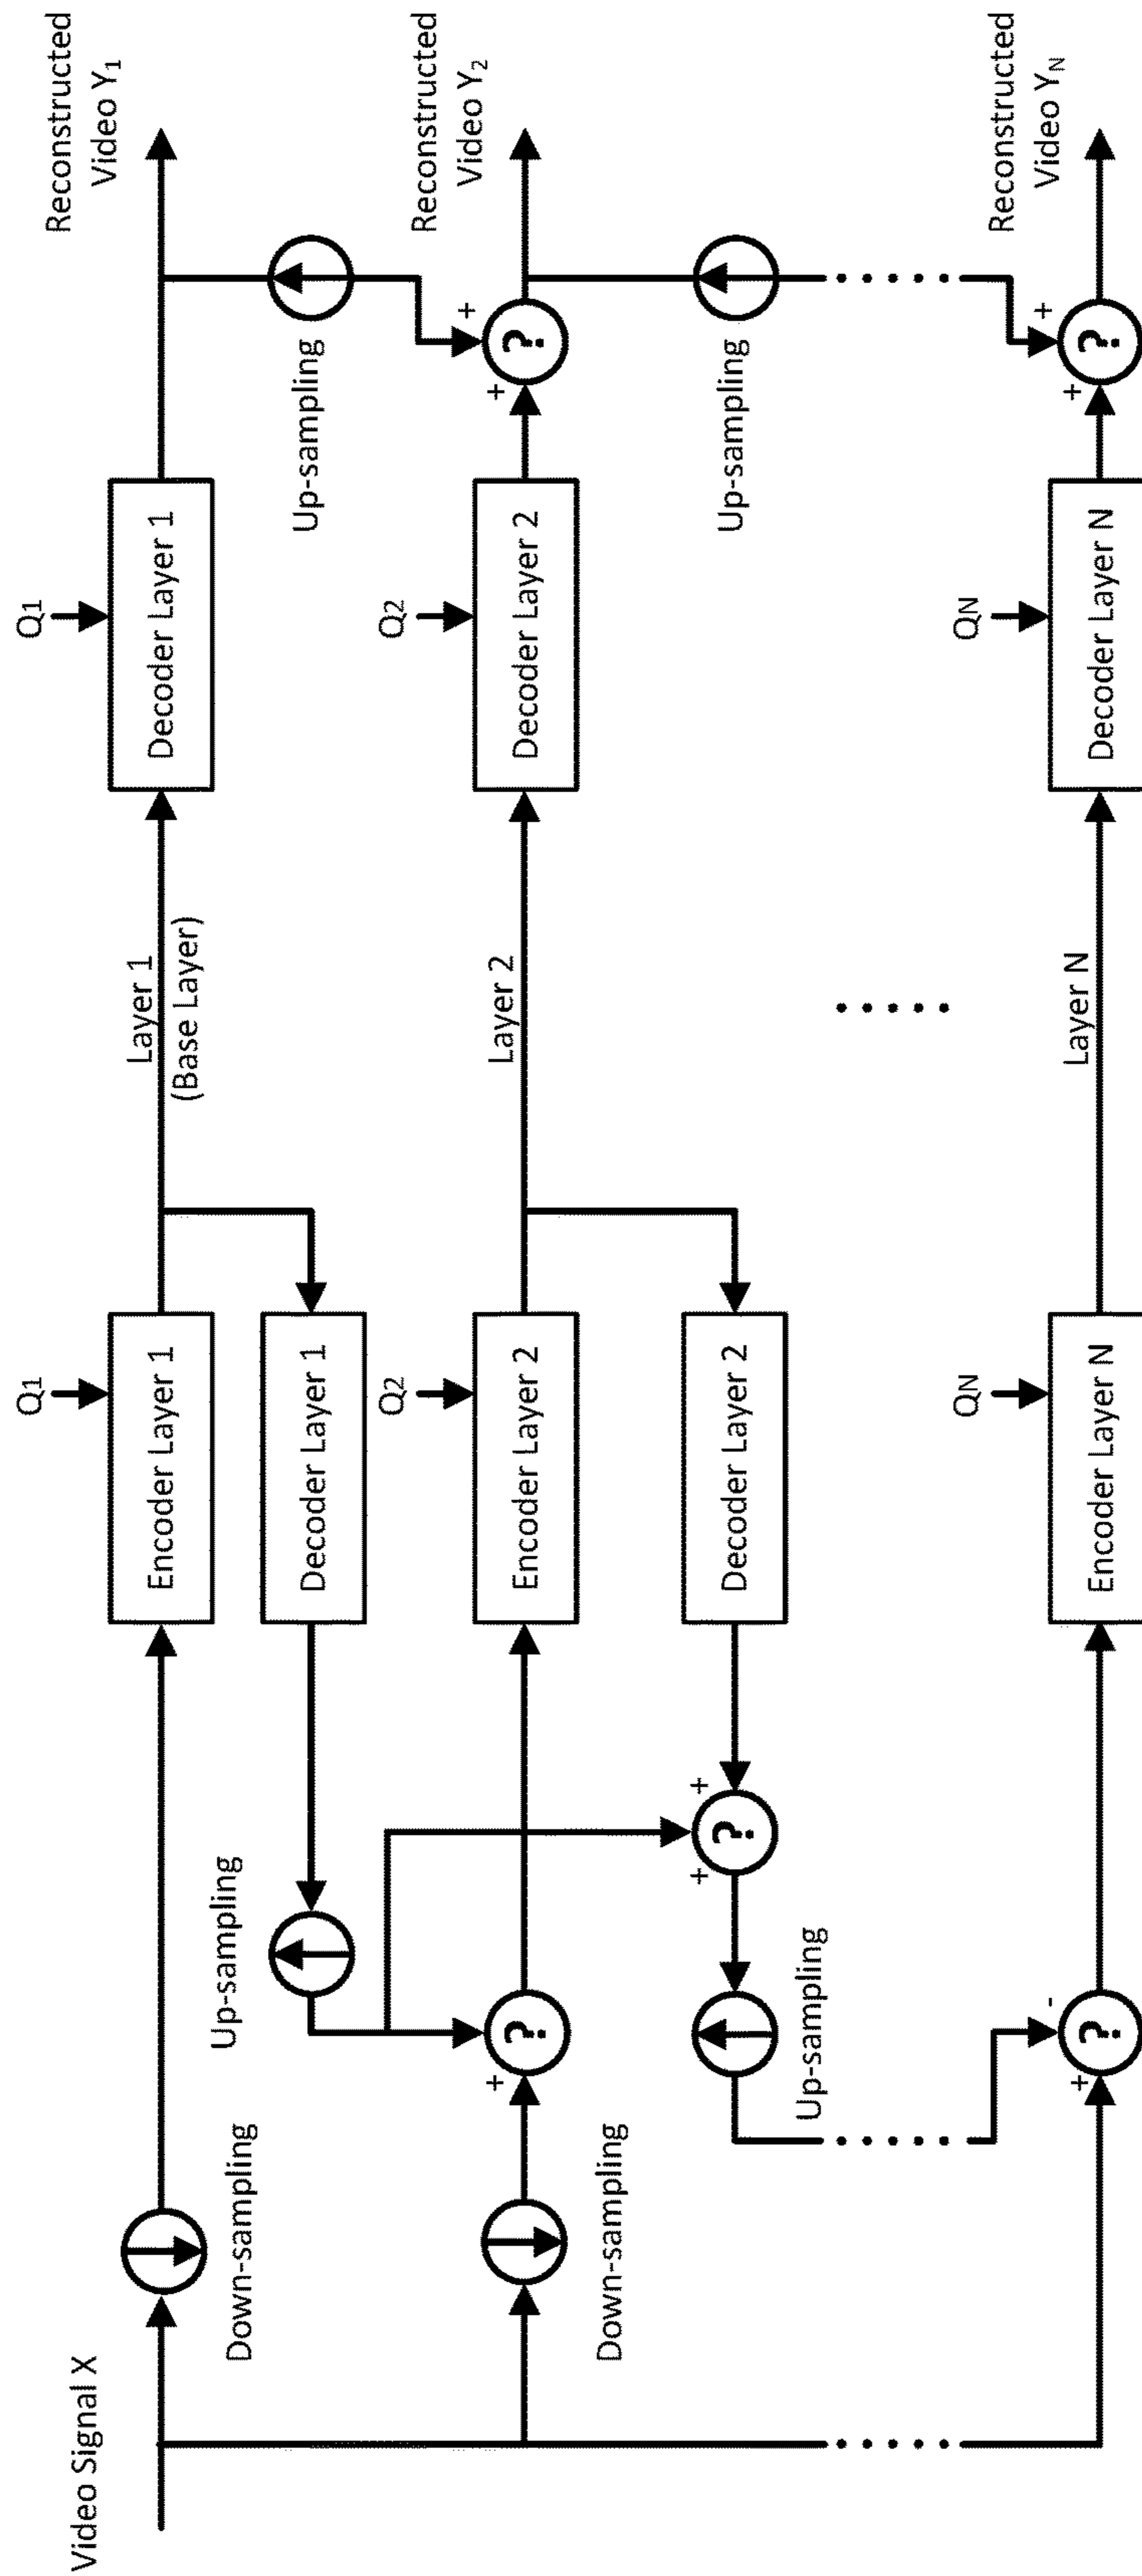 Video Signal X
Down-sampling
Up-sampling
Q1
Encoder Layer 1
Decoder Layer 1
Layer 1
(Base Layer)
Q1
Decoder Layer 1
Reconstructed
Video Y1
Up-sampling
Down-sampling
+
¿
Q2
Encoder Layer 2
Layer 2
Q2
Decoder Layer 2
+
+
¿
Reconstructed
Video Y2
Up-sampling
Up-sampling
+
+
¿
Decoder Layer 2
+
-
¿
QN
Encoder Layer N
Layer N
QN
Decoder Layer N
+
+
¿
Reconstructed
Video YN